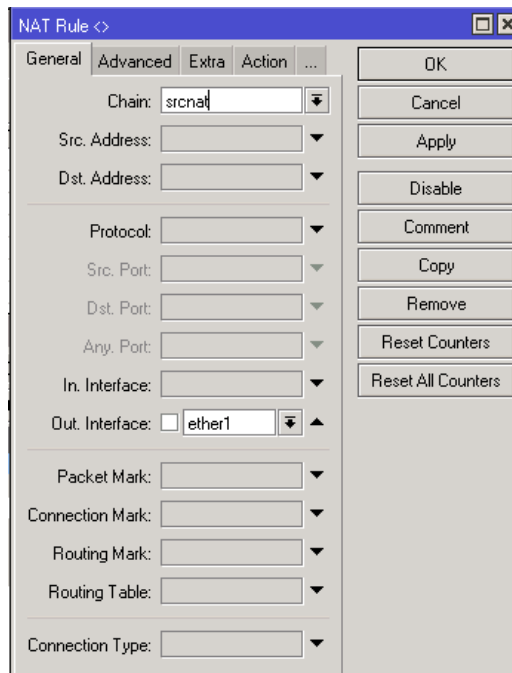 NAT Rule <>
General Advanced Extra Action ...
Chain: srcnat
Src. Address:
Dst. Address:
Protocol:
Src. Port:
Dst. Port:
Any. Port:
In. Interface:
Out. Interface: ether1
Packet Mark:
Connection Mark:
Routing Mark:
Routing Table:
Connection Type:
OK
Cancel
Apply
Disable
Comment
Copy
Remove
Reset Counters
Reset All Counters